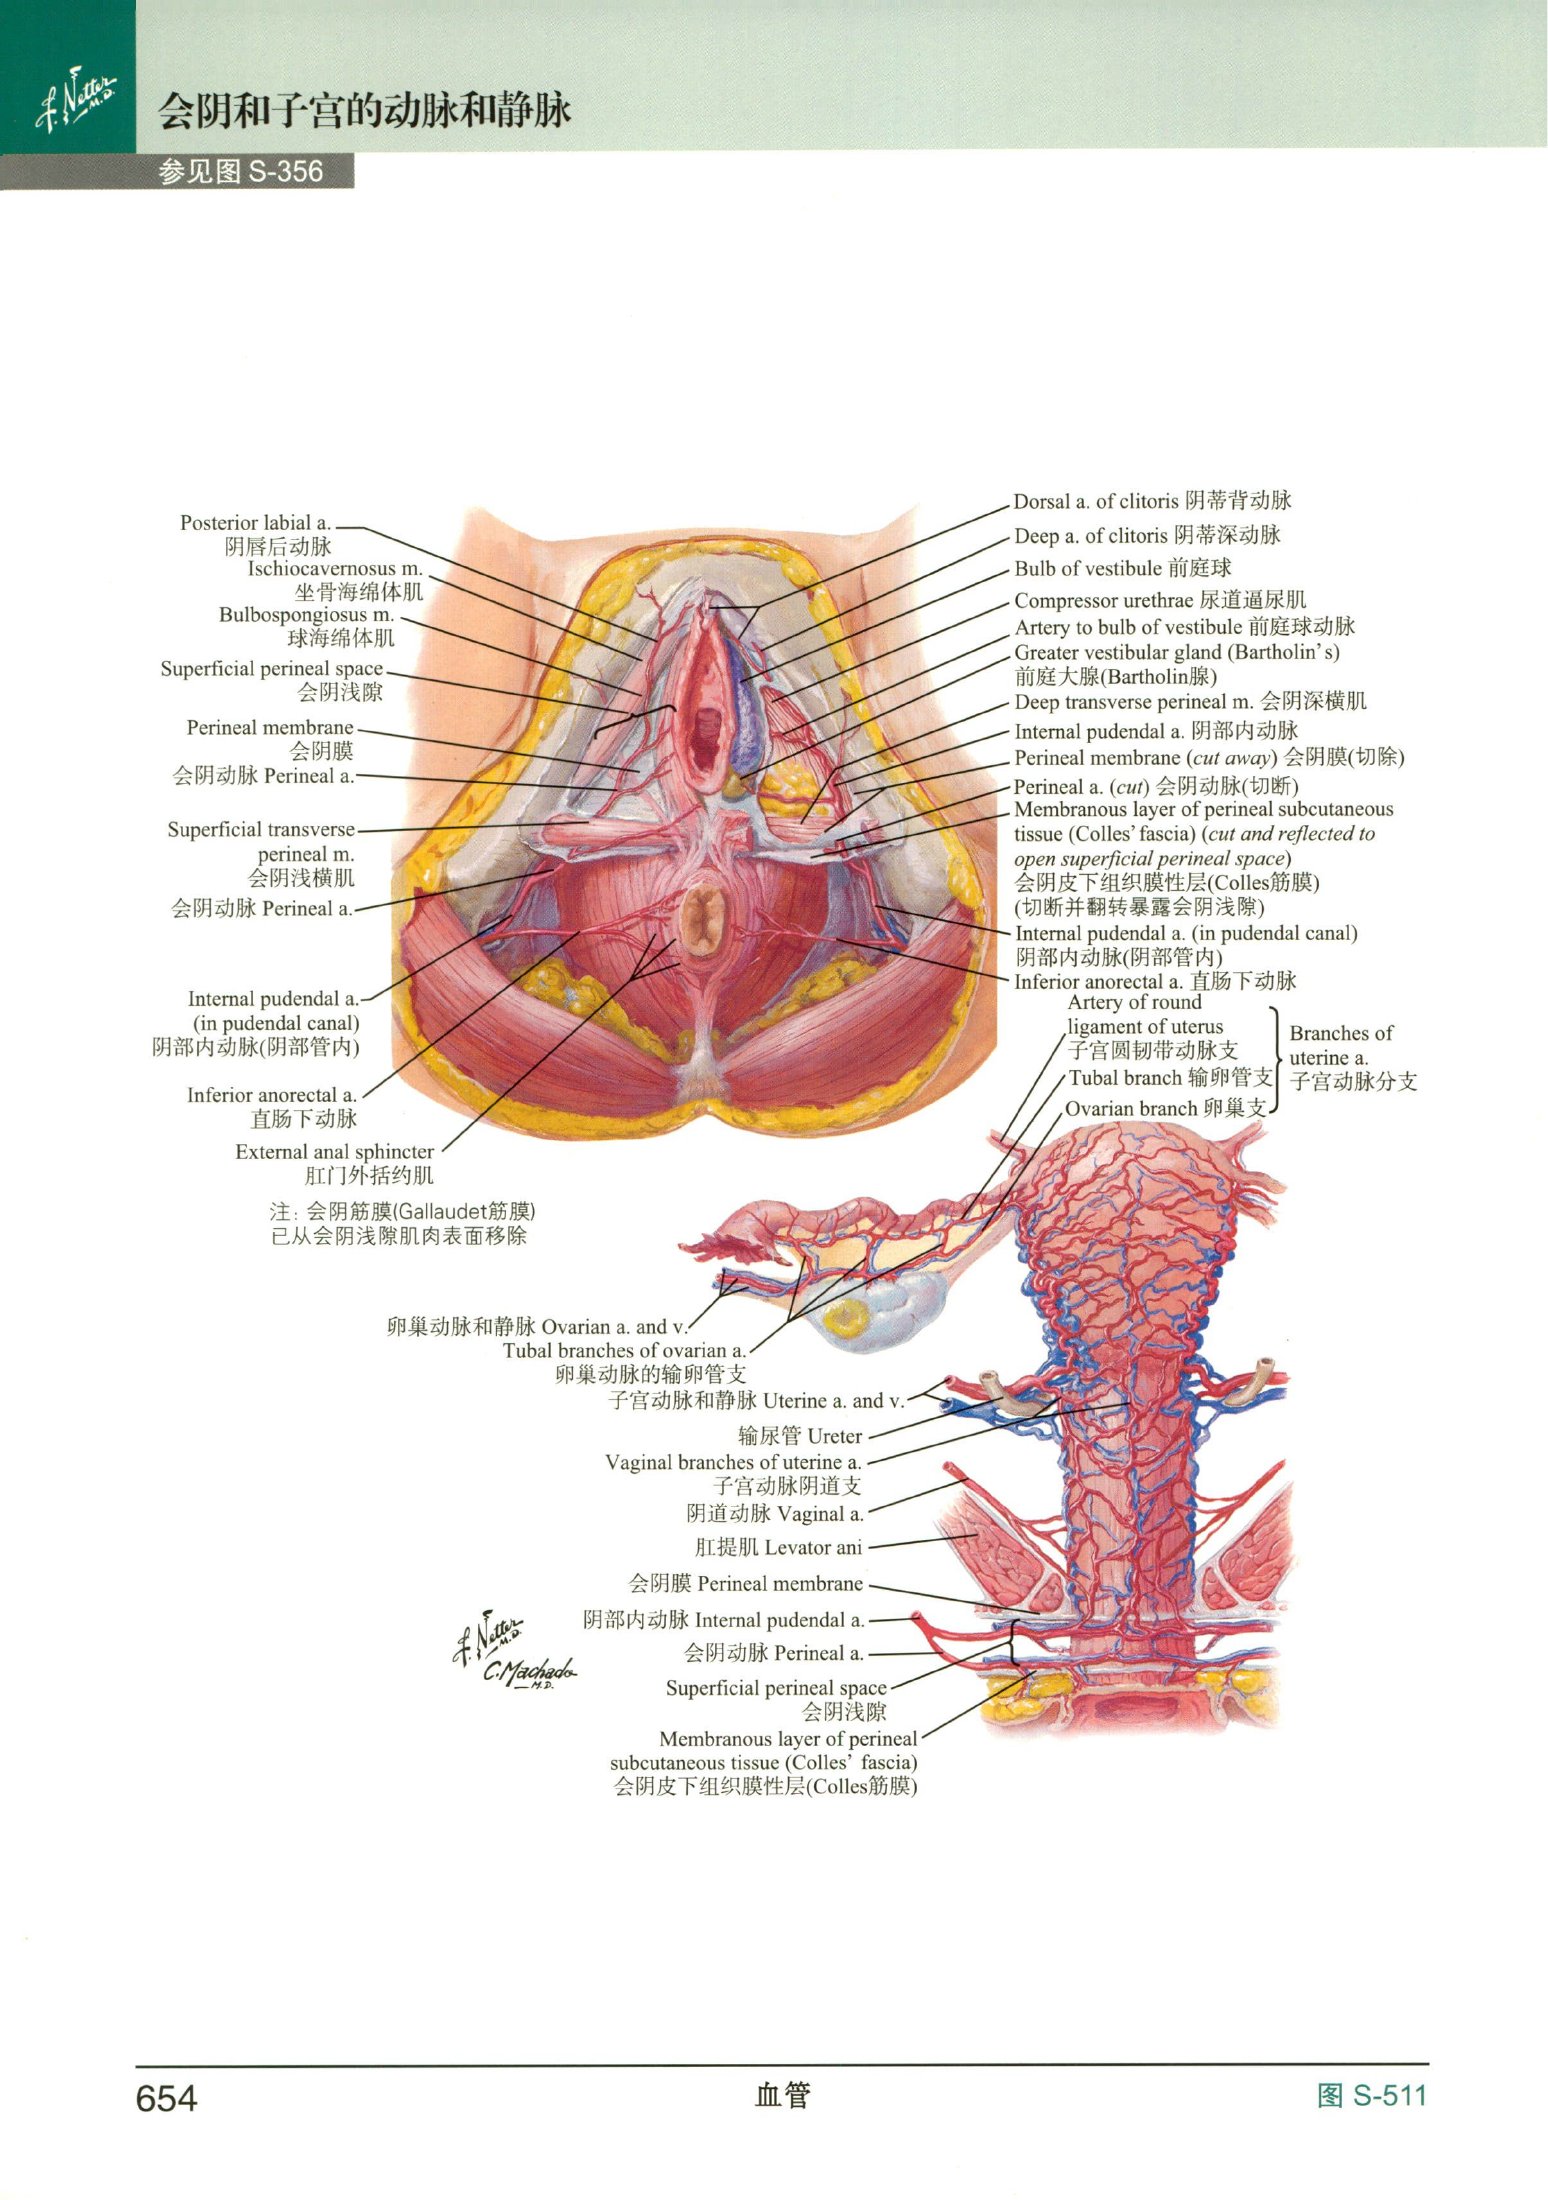 F. Netter M.D.
会阴和子宫的动脉和静脉
参见图 S-356
Posterior labial a.
阴唇后动脉
Ischiocavernosus m.
坐骨海绵体肌
Bulbospongiosus m.
球海绵体肌
Superficial perineal space
会阴浅隙
Perineal membrane
会阴膜
会阴动脉 Perineal a.
Superficial transverse
perineal m.
会阴浅横肌
会阴动脉 Perineal a.
Internal pudendal a.
(in pudendal canal)
阴部内动脉(阴部管内)
Inferior anorectal a.
直肠下动脉
External anal sphincter
肛门外括约肌
注: 会阴筋膜(Gallaudet筋膜)
已从会阴浅隙肌肉表面移除
Dorsal a. of clitoris 阴蒂背动脉
Deep a. of clitoris 阴蒂深动脉
Bulb of vestibule 前庭球
Compressor urethrae 尿道逼尿肌
Artery to bulb of vestibule 前庭球动脉
Greater vestibular gland (Bartholin's)
前庭大腺(Bartholin腺)
Deep transverse perineal m. 会阴深横肌
Internal pudendal a. 阴部内动脉
Perineal membrane (cut away) 会阴膜(切除)
Perineal a. (cut) 会阴动脉(切断)
Membranous layer of perineal subcutaneous
tissue (Colles' fascia) (cut and reflected to
open superficial perineal space)
会阴皮下组织膜性层(Colles筋膜)
(切断并翻转暴露会阴浅隙)
Internal pudendal a. (in pudendal canal)
阴部内动脉(阴部管内)
Inferior anorectal a. 直肠下动脉
Artery of round
ligament of uterus
子宫圆韧带动脉支
Tubal branch 输卵管支
Ovarian branch 卵巢支
Branches of
uterine a.
子宫动脉分支
卵巢动脉和静脉 Ovarian a. and v.
Tubal branches of ovarian a.
卵巢动脉的输卵管支
子宫动脉和静脉 Uterine a. and v.
输尿管 Ureter
Vaginal branches of uterine a.
子宫动脉阴道支
阴道动脉 Vaginal a.
肛提肌 Levator ani
会阴膜 Perineal membrane
阴部内动脉 Internal pudendal a.
会阴动脉 Perineal a.
Superficial perineal space
会阴浅隙
Membranous layer of perineal
subcutaneous tissue (Colles' fascia)
会阴皮下组织膜性层(Colles筋膜)
F. Netter M.D.
C. Machado M.D.
654
血管
图 S-511